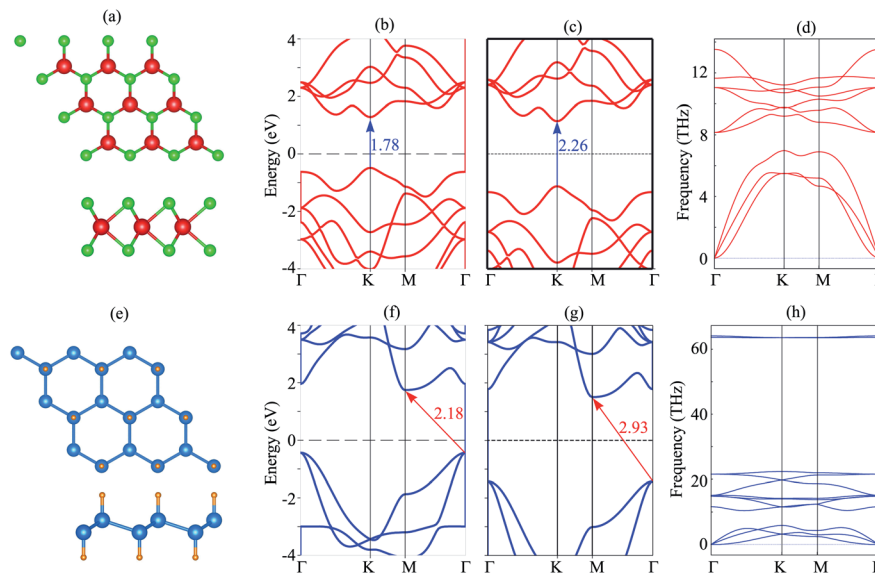 (a)
(b)
(c)
(d)
Energy (eV)
4
2
0
-2
-4
1.78
Γ K M Γ
2.26
Γ K M Γ
Frequency (THz)
12
8
4
0
Γ K M Γ
(e)
(f)
(g)
(h)
Energy (eV)
4
2
0
-2
-4
2.18
Γ K M Γ
2.93
Γ K M Γ
Frequency (THz)
60
40
20
0
Γ K M Γ